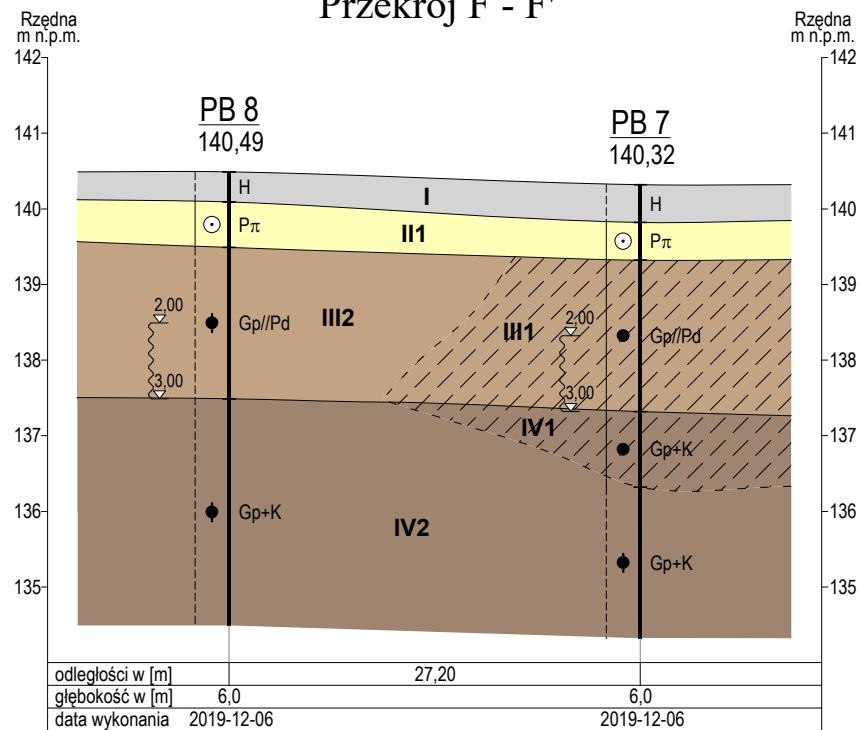 Przekrój F - F'
Rzędna
m n.p.m.
Rzędna
m n.p.m.
142
142
141
141
140
140
139
139
138
138
137
137
136
136
135
135
PB 8
140,49
PB 7
140,32
H
I
H
Pπ
II1
Pπ
2,00
Gp//Pd
III2
III1
2,00
Gp//Pd
3,00
3,00
IV1
Gp+K
Gp+K
IV2
Gp+K
odległości w [m] 27,20
głębokość w [m] 6,0 6,0
data wykonania 2019-12-06 2019-12-06